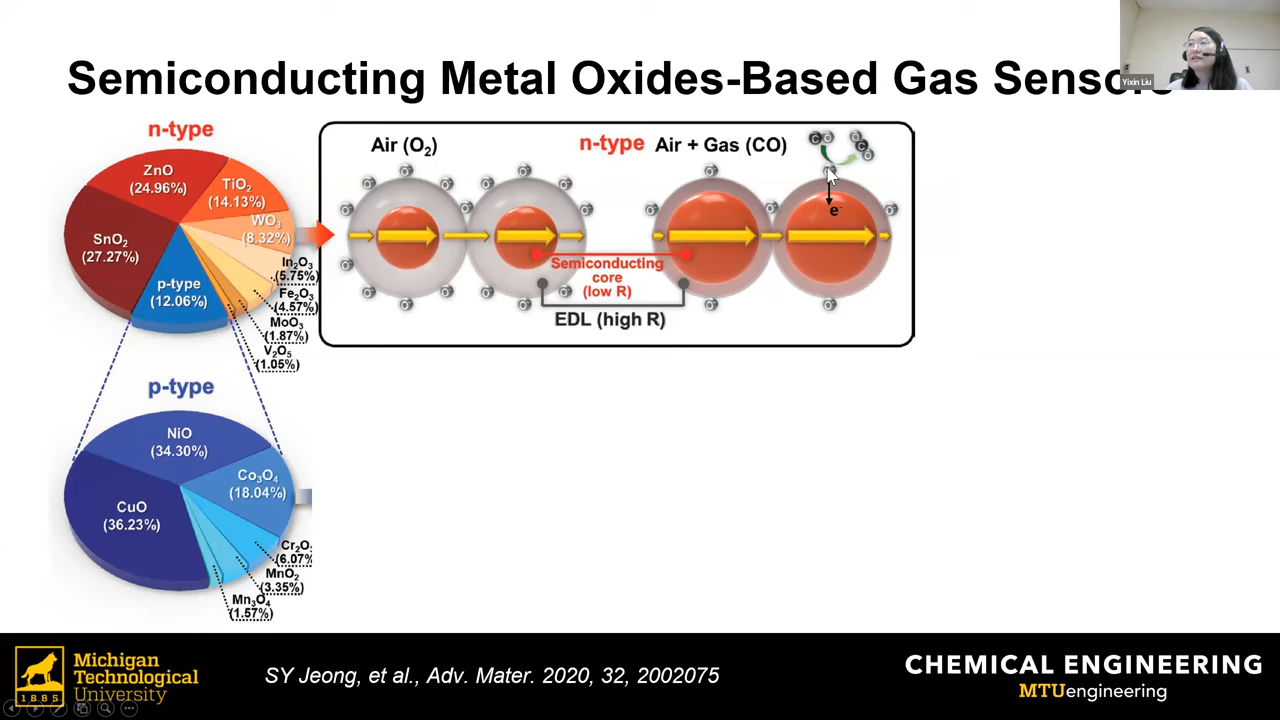 Semiconducting Metal Oxides-Based Gas Sensors
Yixin Liu
n-type
ZnO
(24.96%)
TiO2
(14.13%)
WO3
(8.32%)
SnO2
(27.27%)
In2O3
(5.75%)
p-type
(12.06%)
Fe2O3
(4.57%)
MoO3
(1.87%)
V2O5
(1.05%)
Air (O2)
n-type Air + Gas (CO)
e-
Semiconducting
core
(low R)
EDL (high R)
p-type
NiO
(34.30%)
Co3O4
(18.04%)
CuO
(36.23%)
Cr2O
(6.07%
MnO2
(3.35%)
Mn3O4
(1.57%)
Michigan
Technological
University
1885
SY Jeong, et al., Adv. Mater. 2020, 32, 2002075
CHEMICAL ENGINEERING
MTUengineering